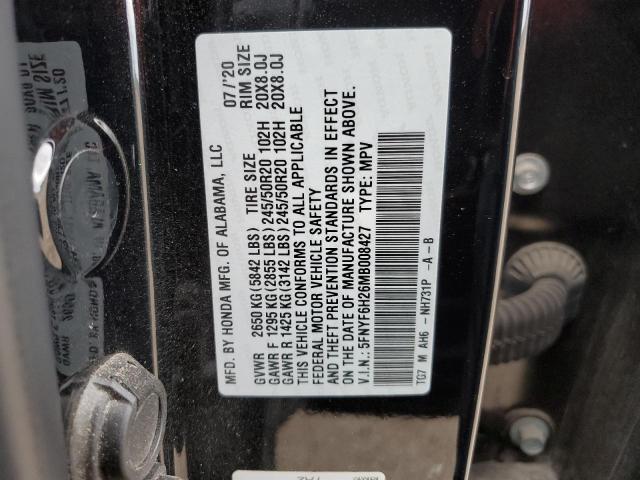 MFD. BY HONDA MFG. OF ALABAMA, LLC 07/'20
GVWR 2650 KG (5842 LBS) TIRE SIZE RIM SIZE
GAWR F 1295 KG (2855 LBS) 245/50R20 102H 20X8.0J
GAWR R 1425 KG (3142 LBS) 245/50R20 102H 20X8.0J
THIS VEHICLE CONFORMS TO ALL APPLICABLE
FEDERAL MOTOR VEHICLE SAFETY
AND THEFT PREVENTION STANDARDS IN EFFECT
ON THE DATE OF MANUFACTURE SHOWN ABOVE.
V.I.N.: 5FNYF6H26MB008427 TYPE: MPV
TG7 M AH6 - NH731P -A - B